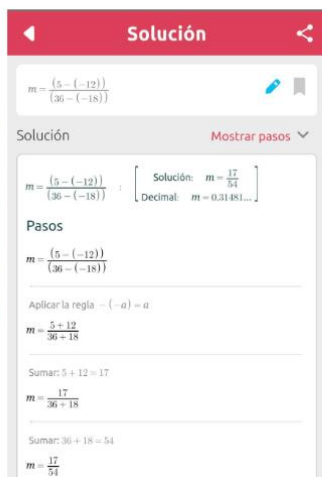 Solución
m = (5 − (−12)) / (36 − (−18))
Solución Mostrar pasos
m = (5 − (−12)) / (36 − (−18)) : [ Solución: m = 17/54
Decimal: m = 0,31481... ]
Pasos
m = (5 − (−12)) / (36 − (−18))
Aplicar la regla − (−a) = a
m = (5 + 12) / (36 + 18)
Sumar: 5 + 12 = 17
m = 17 / (36 + 18)
Sumar: 36 + 18 = 54
m = 17/54